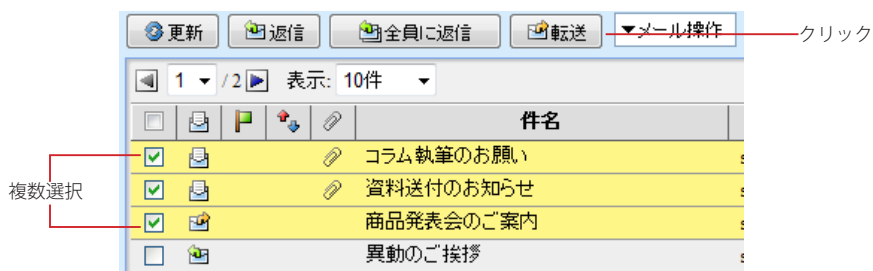 更新 返信 全員に返信 転送 ▼メール操作 クリック
1 ▼ /2 表示: 10件 ▼
件名
コラム執筆のお願い
複数選択 資料送付のお知らせ
商品発表会のご案内
異動のご挨拶